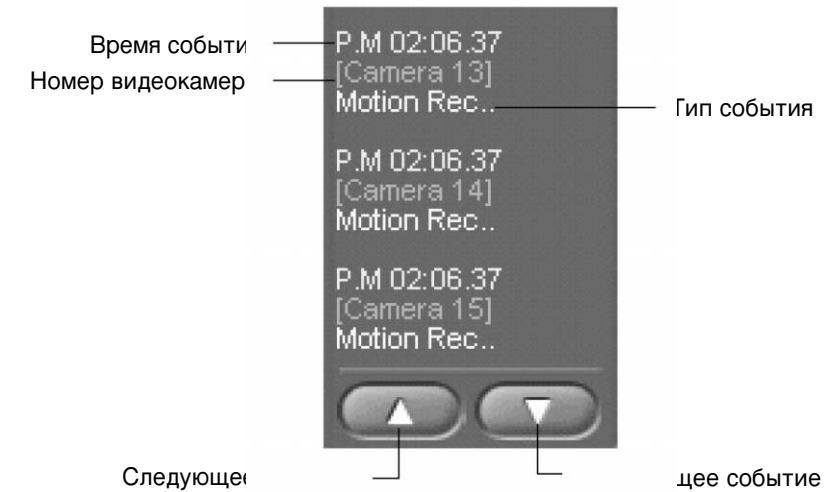 Время событи
Номер видеокамер
P.M 02:06.37
[Camera 13]
Motion Rec..
Тип события
P.M 02:06.37
[Camera 14]
Motion Rec..
P.M 02:06.37
[Camera 15]
Motion Rec..
Следующее
щее событие